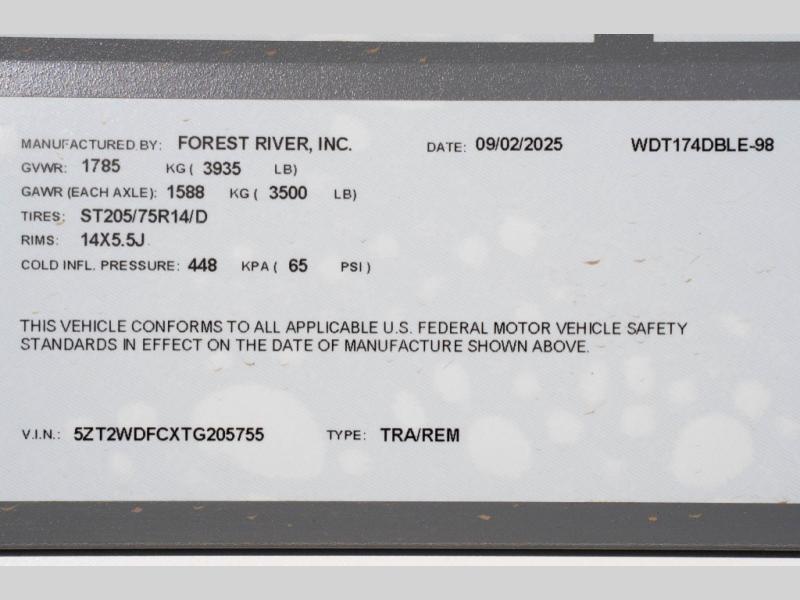 MANUFACTURED BY: FOREST RIVER, INC. DATE: 09/02/2025 WDT174DBLE-98
GVWR: 1785 KG ( 3935 LB)
GAWR (EACH AXLE): 1588 KG ( 3500 LB)
TIRES: ST205/75R14/D
RIMS: 14X5.5J
COLD INFL. PRESSURE: 448 KPA ( 65 PSI )
THIS VEHICLE CONFORMS TO ALL APPLICABLE U.S. FEDERAL MOTOR VEHICLE SAFETY
STANDARDS IN EFFECT ON THE DATE OF MANUFACTURE SHOWN ABOVE.
V.I.N.: 5ZT2WDFCXTG205755 TYPE: TRA/REM